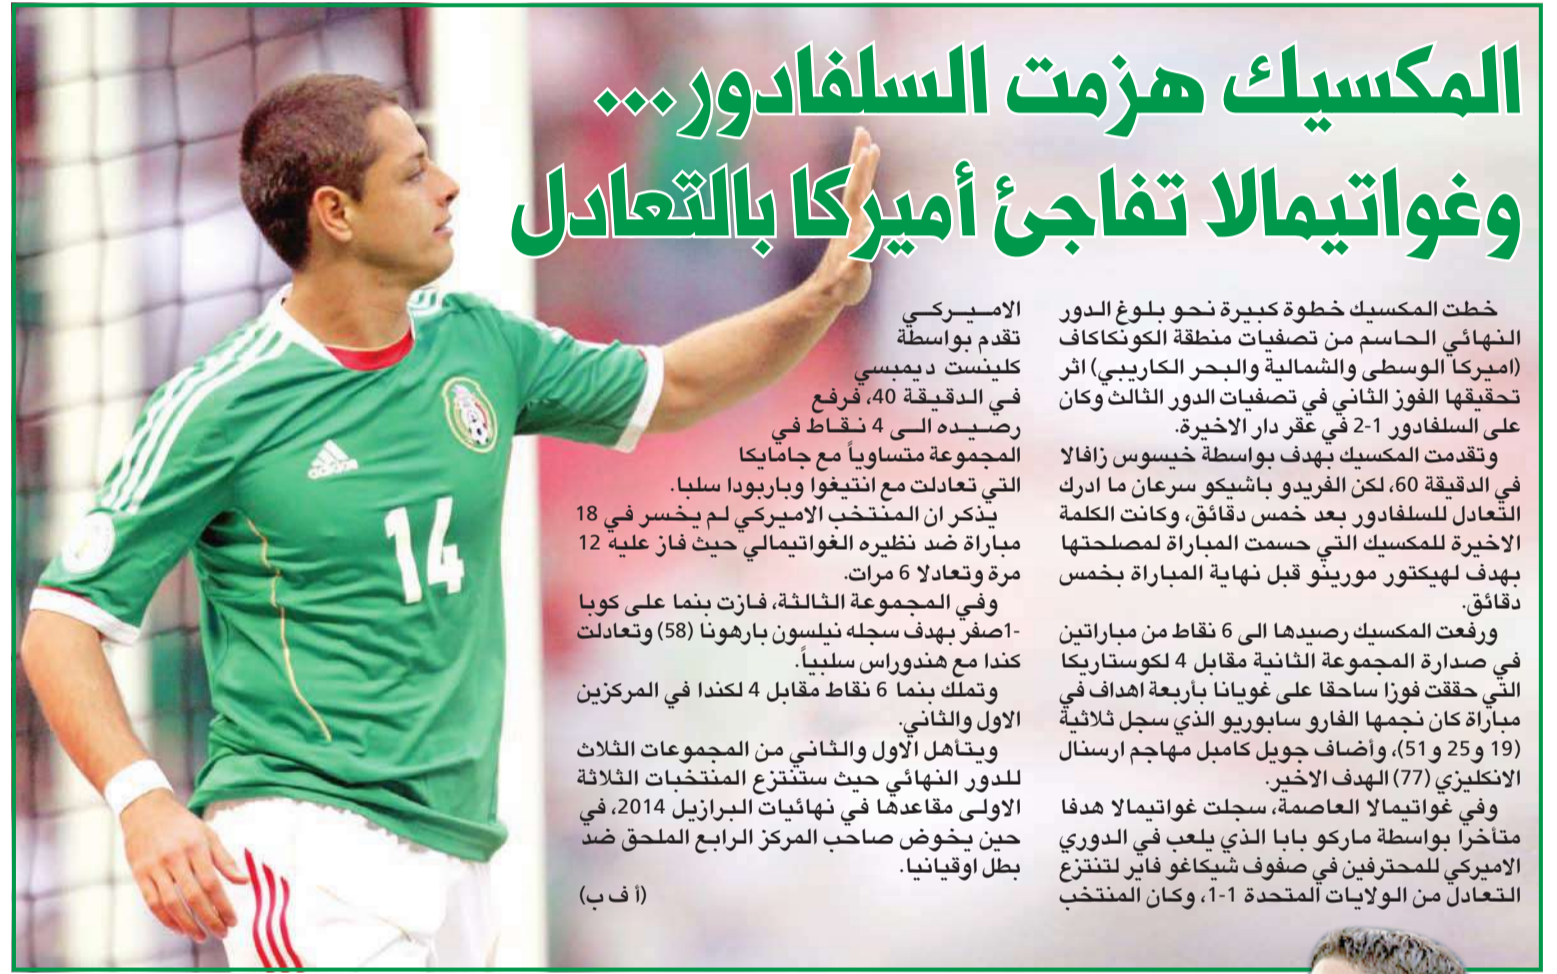 المكسيك هزمت السلفادور...
وغواتيمالا تفاجئ أميركا بالتعادل
خطت المكسيك خطوة كبيرة نحو بلوغ الدور
النهائي الحاسم من تصفيات منطقة الكونكاكاف
(اميركا الوسطى والشمالية والبحر الكاريبي) اثر
تحقيقها الفوز الثاني في تصفيات الدور الثالث وكان
على السلفادور 1-2 في عقر دار الاخيرة.
وتقدمت المكسيك بهدف بواسطة خيسوس زافالا
في الدقيقة 60، لكن الفريدو باشيكو سرعان ما ادرك
التعادل للسلفادور بعد خمس دقائق، وكانت الكلمة
الاخيرة للمكسيك التي حسمت المباراة لمصلحتها
بهدف لهيكتور مورينو قبل نهاية المباراة بخمس
دقائق.
ورفعت المكسيك رصيدها الى 6 نقاط من مباراتين
في صدارة المجموعة الثانية مقابل 4 لكوستاريكا
التي حققت فوزا ساحقا على غويانا بأربعة اهداف في
مباراة كان نجمها الفارو سابوريو الذي سجل ثلاثية
(19 و25 و51)، وأضاف جويل كامبل مهاجم ارسنال
الانكليزي (77) الهدف الاخير.
وفي غواتيمالا العاصمة، سجلت غواتيمالا هدفا
متأخرا بواسطة ماركو بابا الذي يلعب في الدوري
الاميركي للمحترفين في صفوف شيكاغو فاير لتنتزع
التعادل من الولايات المتحدة 1-1، وكان المنتخب
الاميركي
تقدم بواسطة
كلينست ديمبسي
في الدقيقة 40، فرفع
رصيده الى 4 نقاط في
المجموعة متساوياً مع جامايكا
التي تعادلت مع انتيغوا وباربودا سلبا.
يذكر ان المنتخب الاميركي لم يخسر في 18
مباراة ضد نظيره الغواتيمالي حيث فاز عليه 12
مرة وتعادلا 6 مرات.
وفي المجموعة الثالثة، فازت بنما على كوبا
1-صفر بهدف سجله نيلسون بارهونا (58) وتعادلت
كندا مع هندوراس سلبياً.
وتملك بنما 6 نقاط مقابل 4 لكندا في المركزين
الاول والثاني.
ويتأهل الاول والثاني من المجموعات الثلاث
للدور النهائي حيث ستنتزع المنتخبات الثلاثة
الاولى مقاعدها في نهائيات البرازيل 2014، في
حين يخوض صاحب المركز الرابع الملحق ضد
بطل اوقيانيا.
(أ ف ب)
adidas
14